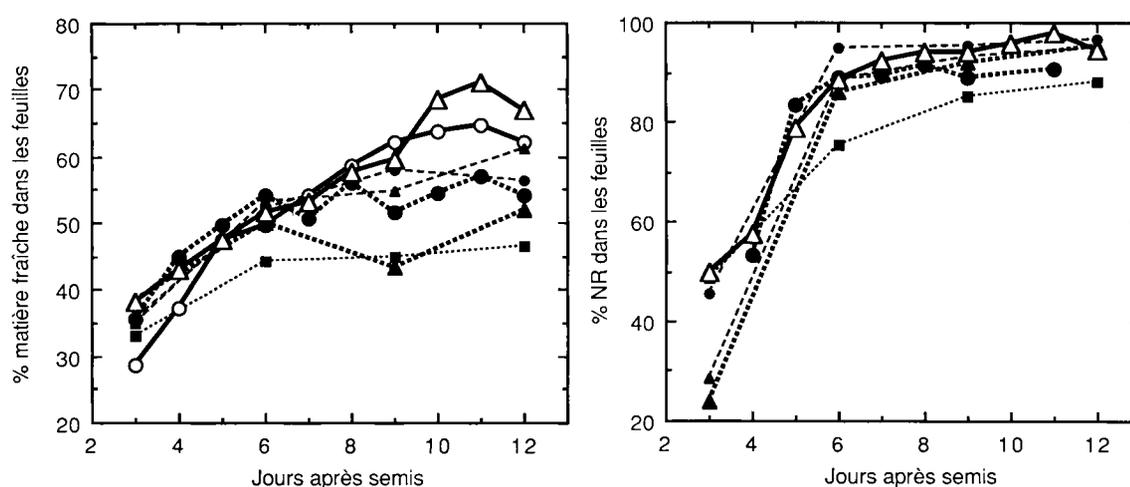 % matière fraîche dans les feuilles
80
70
60
50
40
30
20
2 4 6 8 10 12
Jours après semis
% NR dans les feuilles
100
80
60
40
20
2 4 6 8 10 12
Jours après semis